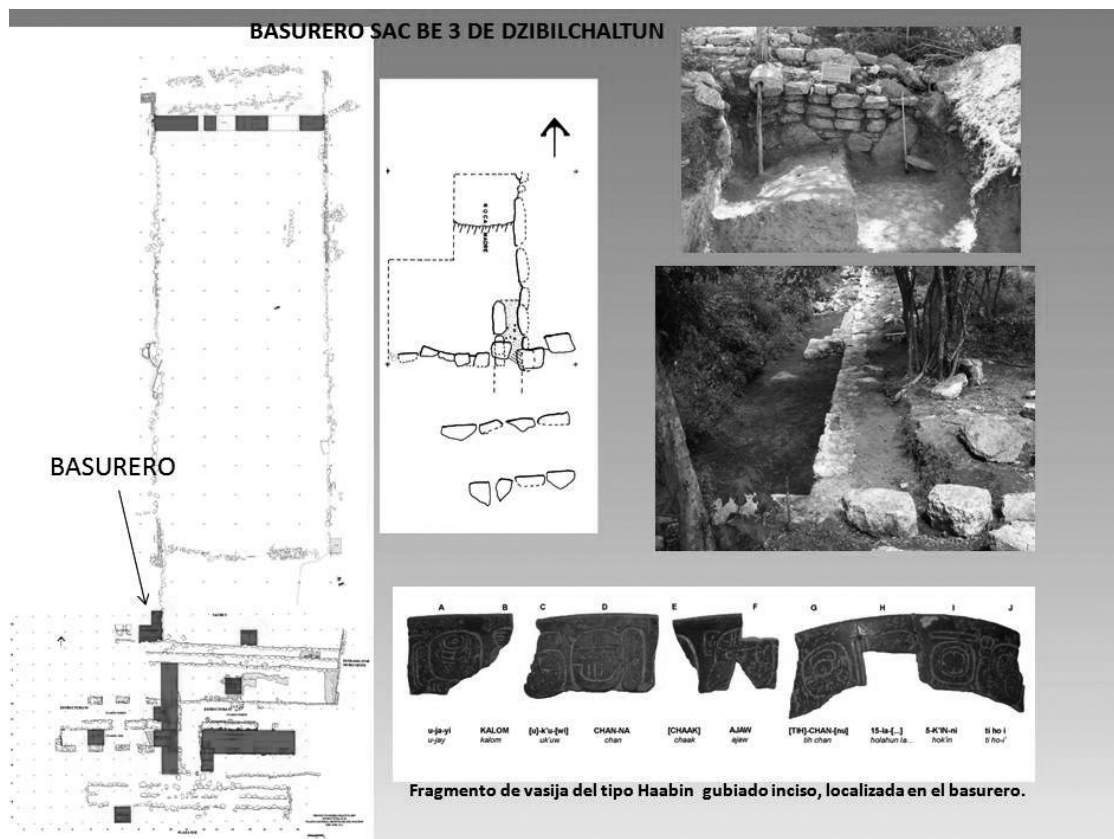 BASURERO SAC BE 3 DE DZIBILCHALTUN
BASURERO
ROCA MADRE
A B C D E F G H I J
u-ja-yi KALOM [u]-k'u-[wi] CHAN-NA [CHAAK] AJAW [TIH]-CHAN-[nu] 15-la-[...] 5-K'IN-ni ti ho i
u-jay kalom uk'uw chan chaak ajaw tih chan holahun la... hok'in ti ho-i'
Fragmento de vasija del tipo Haabin gubiado inciso, localizada en el basurero.